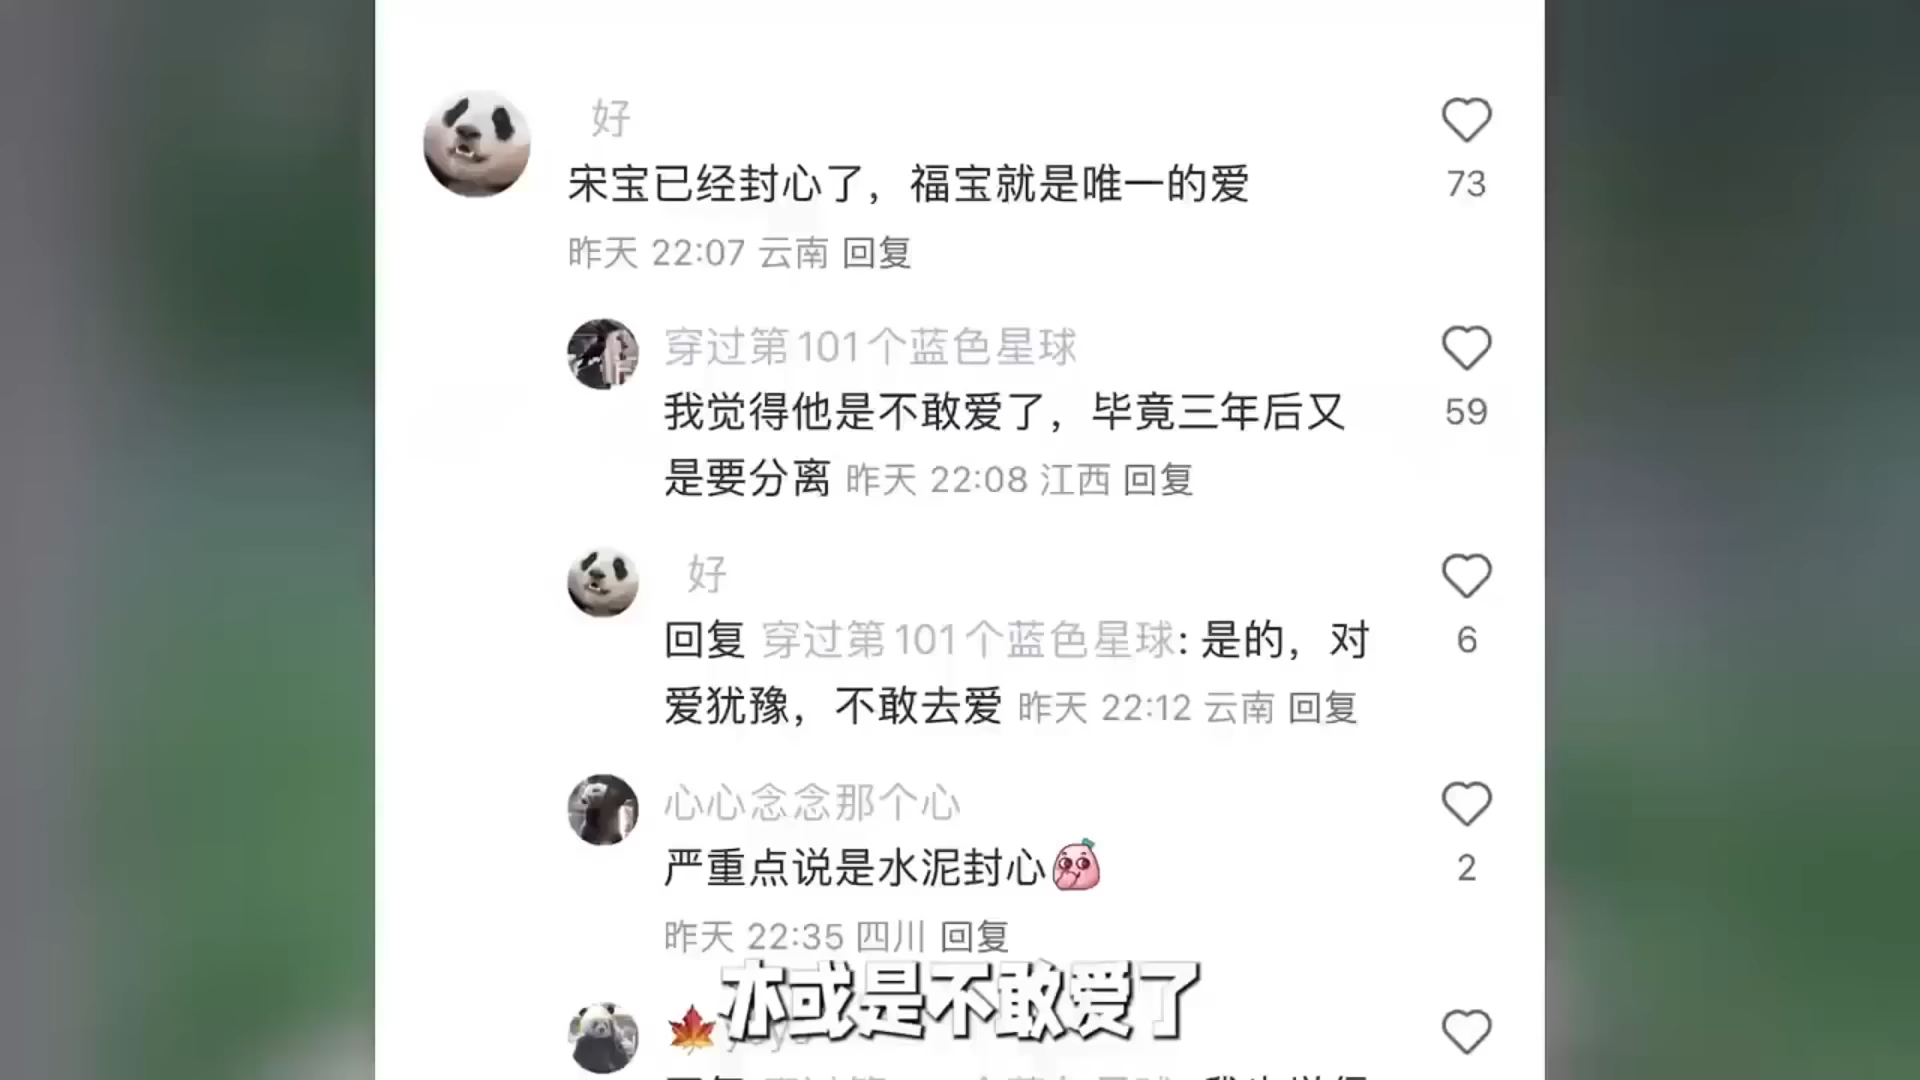 好
宋宝已经封心了，福宝就是唯一的爱
73
昨天 22:07 云南 回复
穿过第101个蓝色星球
我觉得他是不敢爱了，毕竟三年后又
59
是要分离 昨天 22:08 江西 回复
好
回复 穿过第101个蓝色星球: 是的，对
6
爱犹豫，不敢去爱 昨天 22:12 云南 回复
心心念念那个心
严重点说是水泥封心
2
昨天 22:35 四川 回复
亦或是不敢爱了